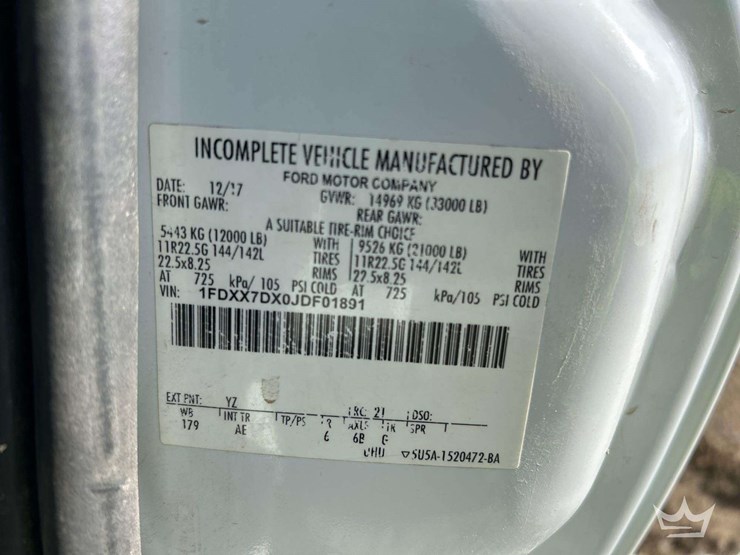 INCOMPLETE VEHICLE MANUFACTURED BY
FORD MOTOR COMPANY
DATE: 12/17 GVWR: 14969 KG (33000 LB)
FRONT GAWR: REAR GAWR:
A SUITABLE TIRE-RIM CHOICE
5443 KG (12000 LB) WITH 9526 KG (21000 LB) WITH
11R22.5G 144/142L TIRES 11R22.5G 144/142L TIRES
22.5x8.25 RIMS 22.5x8.25 RIMS
AT 725 kPa/ 105 PSI COLD AT 725 kPa/105 PSI COLD
VIN: 1FDXX7DX0JDF01891
EXT PNT: YZ RC: 21 DSO:
WB INT TR TP/PS R AXLE TR SPR
179 AE 6 6B G
5U5A-1520472-BA